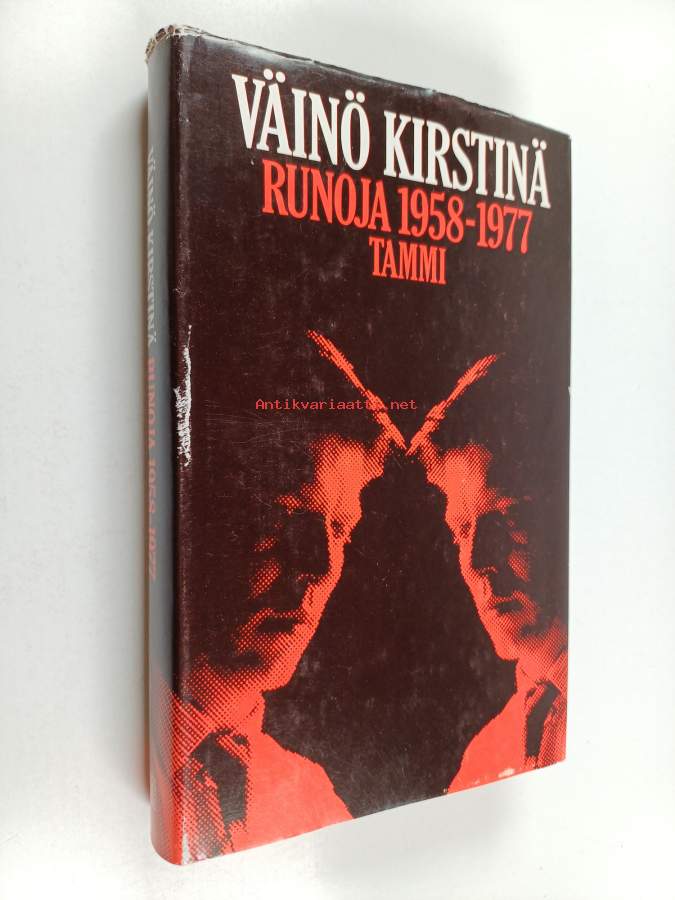 VÄINÖ KIRSTINÄ
RUNOJA 1958-1977
TAMMI
Antikvariaatti.net
VÄINÖ KIRSTINÄ RUNOJA 1958-1977